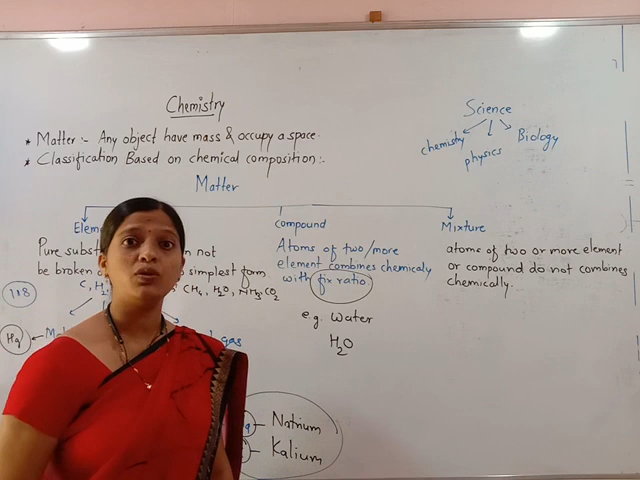 Chemistry
Science
chemistry
physics
Biology
* Matter :- Any object have mass & occupy a space.
* Classification Based on chemical composition :-
Matter
compound
Mixture
Pure
not
be broken
simplest form
CH4, H2O, NH3, CO2
118
Hg
gas
Atoms of two/more
element combines chemicaly
with fix ratio
e.g. Water
H2O
atoms of two or more element
or compound do not combines
chemically.
Natrium
Kalium